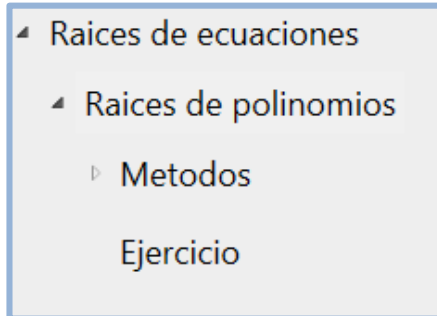 Raices de ecuaciones
Raices de polinomios
Metodos
Ejercicio